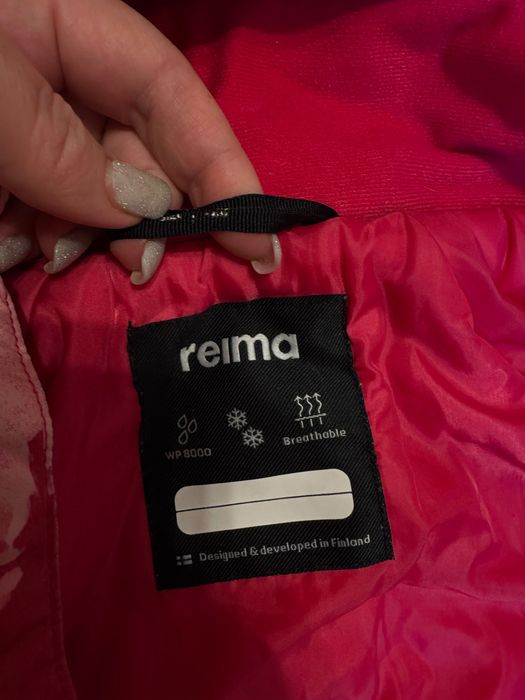 reima
WP 8000
Breathable
Designed & developed in Finland